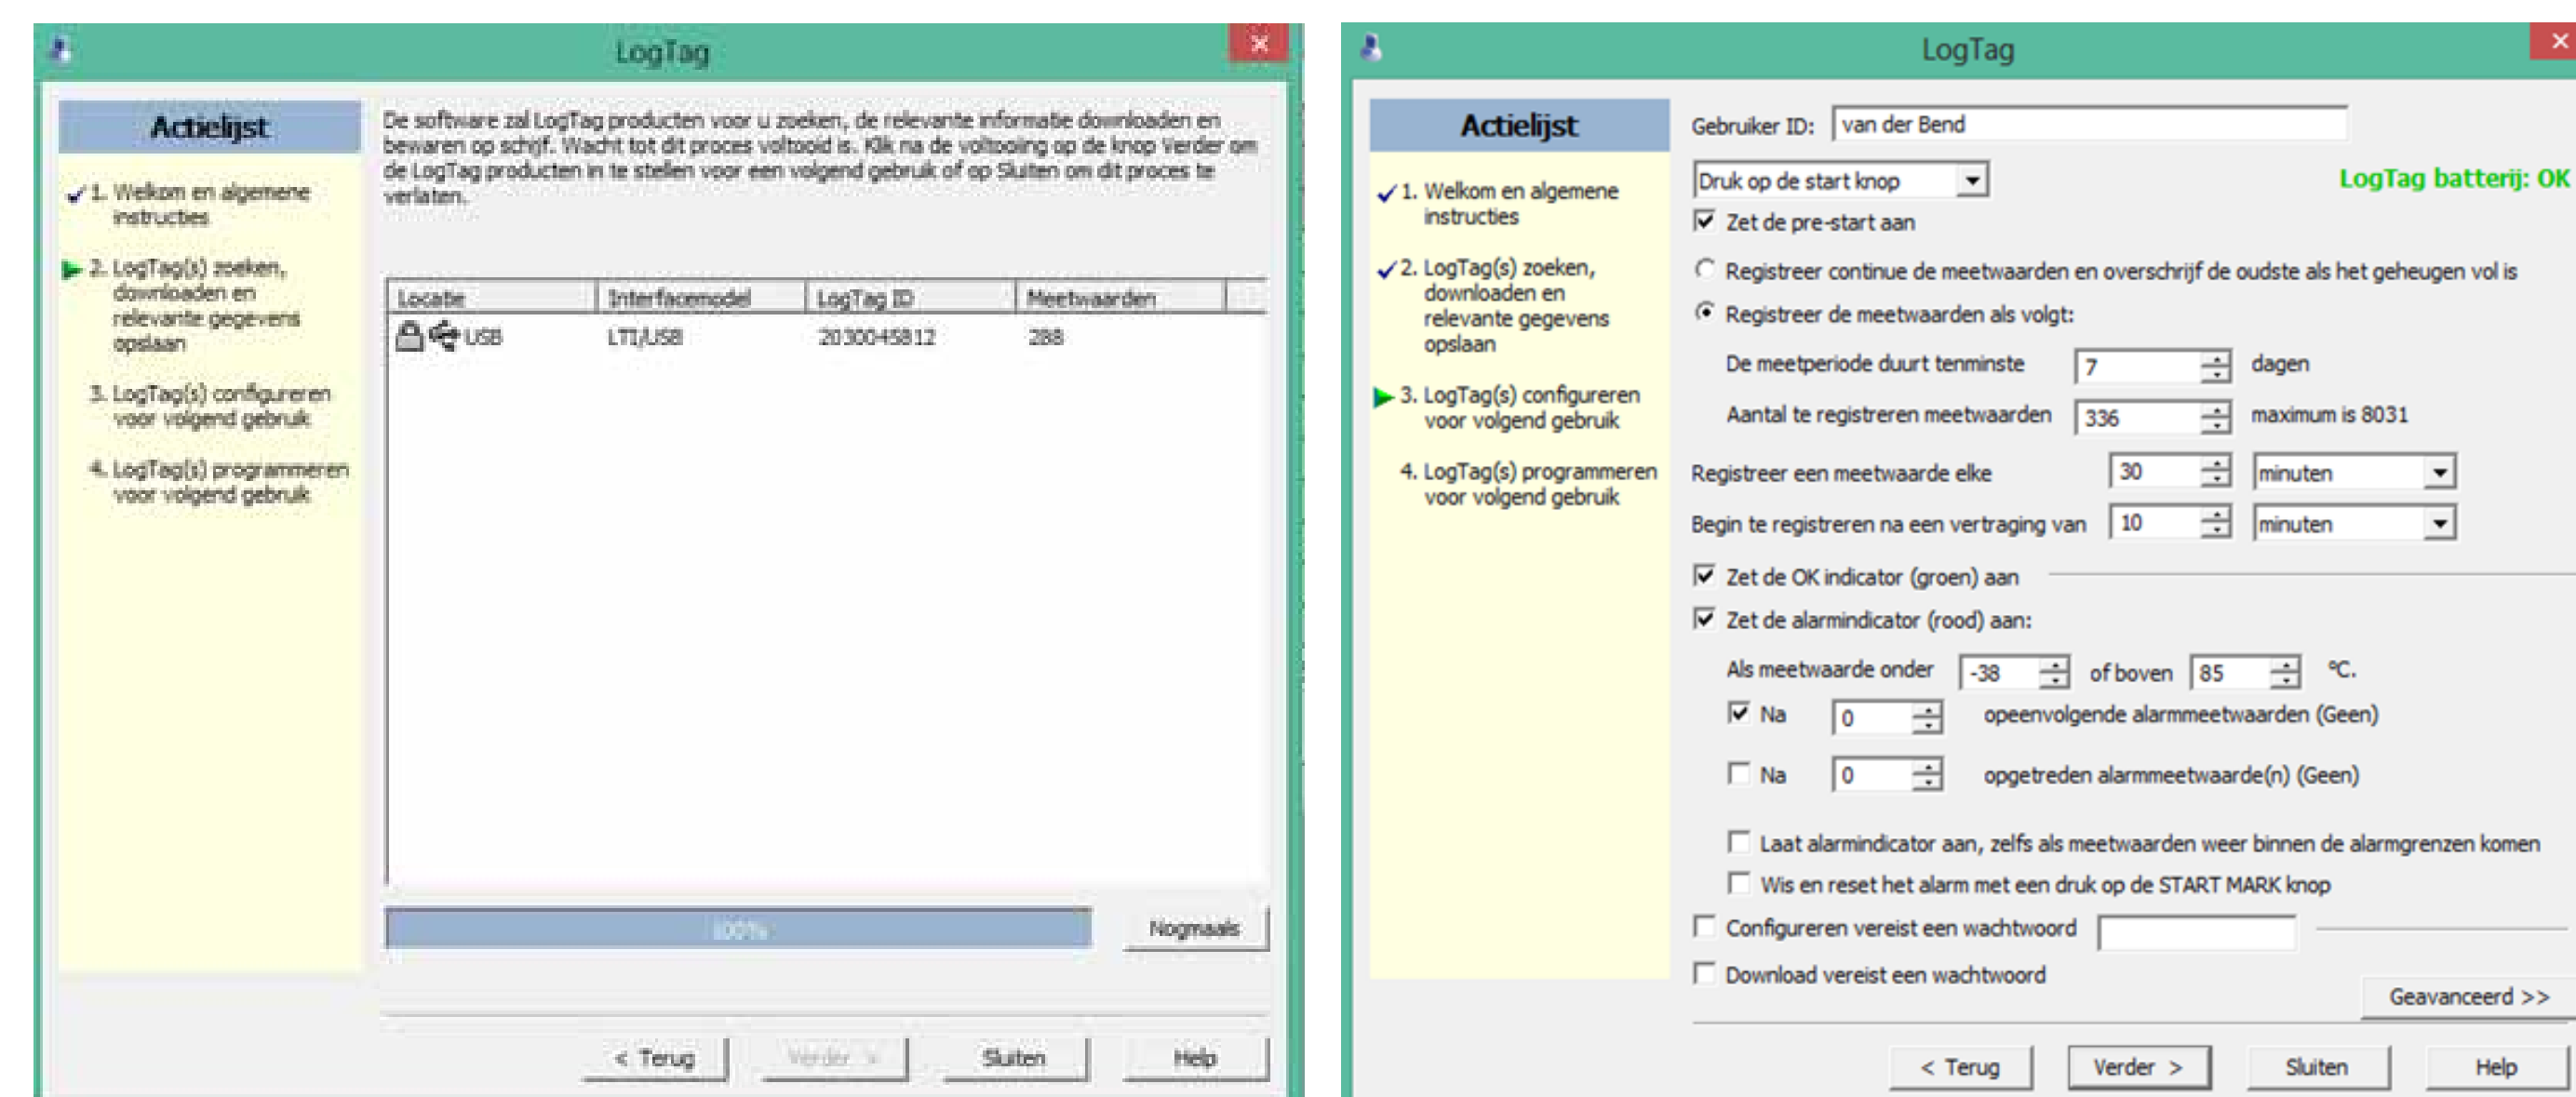 LogTag
Actielijst
1. Welkom en algemene
instructies
2. LogTag(s) zoeken,
downloaden en
relevante gegevens
opslaan
3. LogTag(s) configureren
voor volgend gebruik
4. LogTag(s) programmeren
voor volgend gebruik
De software zal LogTag producten voor u zoeken, de relevante informatie downloaden en
bewaren op schijf. Wacht tot dit proces voltooid is. Klik na de voltooiing op de knop Verder om
de LogTag producten in te stellen voor een volgend gebruik of op Sluiten om dit proces te
verlaten.
Locatie Interfacemodel LogTag ID Meetwaarden
USB LTI/USB 2030045812 288
100%
Nogmaals
< Terug Verder > Sluiten Help
LogTag
Actielijst
1. Welkom en algemene
instructies
2. LogTag(s) zoeken,
downloaden en
relevante gegevens
opslaan
3. LogTag(s) configureren
voor volgend gebruik
4. LogTag(s) programmeren
voor volgend gebruik
Gebruiker ID: van der Bend
Druk op de start knop
LogTag batterij: OK
Zet de pre-start aan
Registreer continue de meetwaarden en overschrijf de oudste als het geheugen vol is
Registreer de meetwaarden als volgt:
De meetperiode duurt tenminste 7 dagen
Aantal te registreren meetwaarden 336 maximum is 8031
Registreer een meetwaarde elke 30 minuten
Begin te registreren na een vertraging van 10 minuten
Zet de OK indicator (groen) aan
Zet de alarmindicator (rood) aan:
Als meetwaarde onder -38 of boven 85 °C.
Na 0 opeenvolgende alarmmeetwaarden (Geen)
Na 0 opgetreden alarmmeetwaarde(n) (Geen)
Laat alarmindicator aan, zelfs als meetwaarden weer binnen de alarmgrenzen komen
Wis en reset het alarm met een druk op de START MARK knop
Configureren vereist een wachtwoord
Download vereist een wachtwoord
Geavanceerd >>
< Terug Verder > Sluiten Help